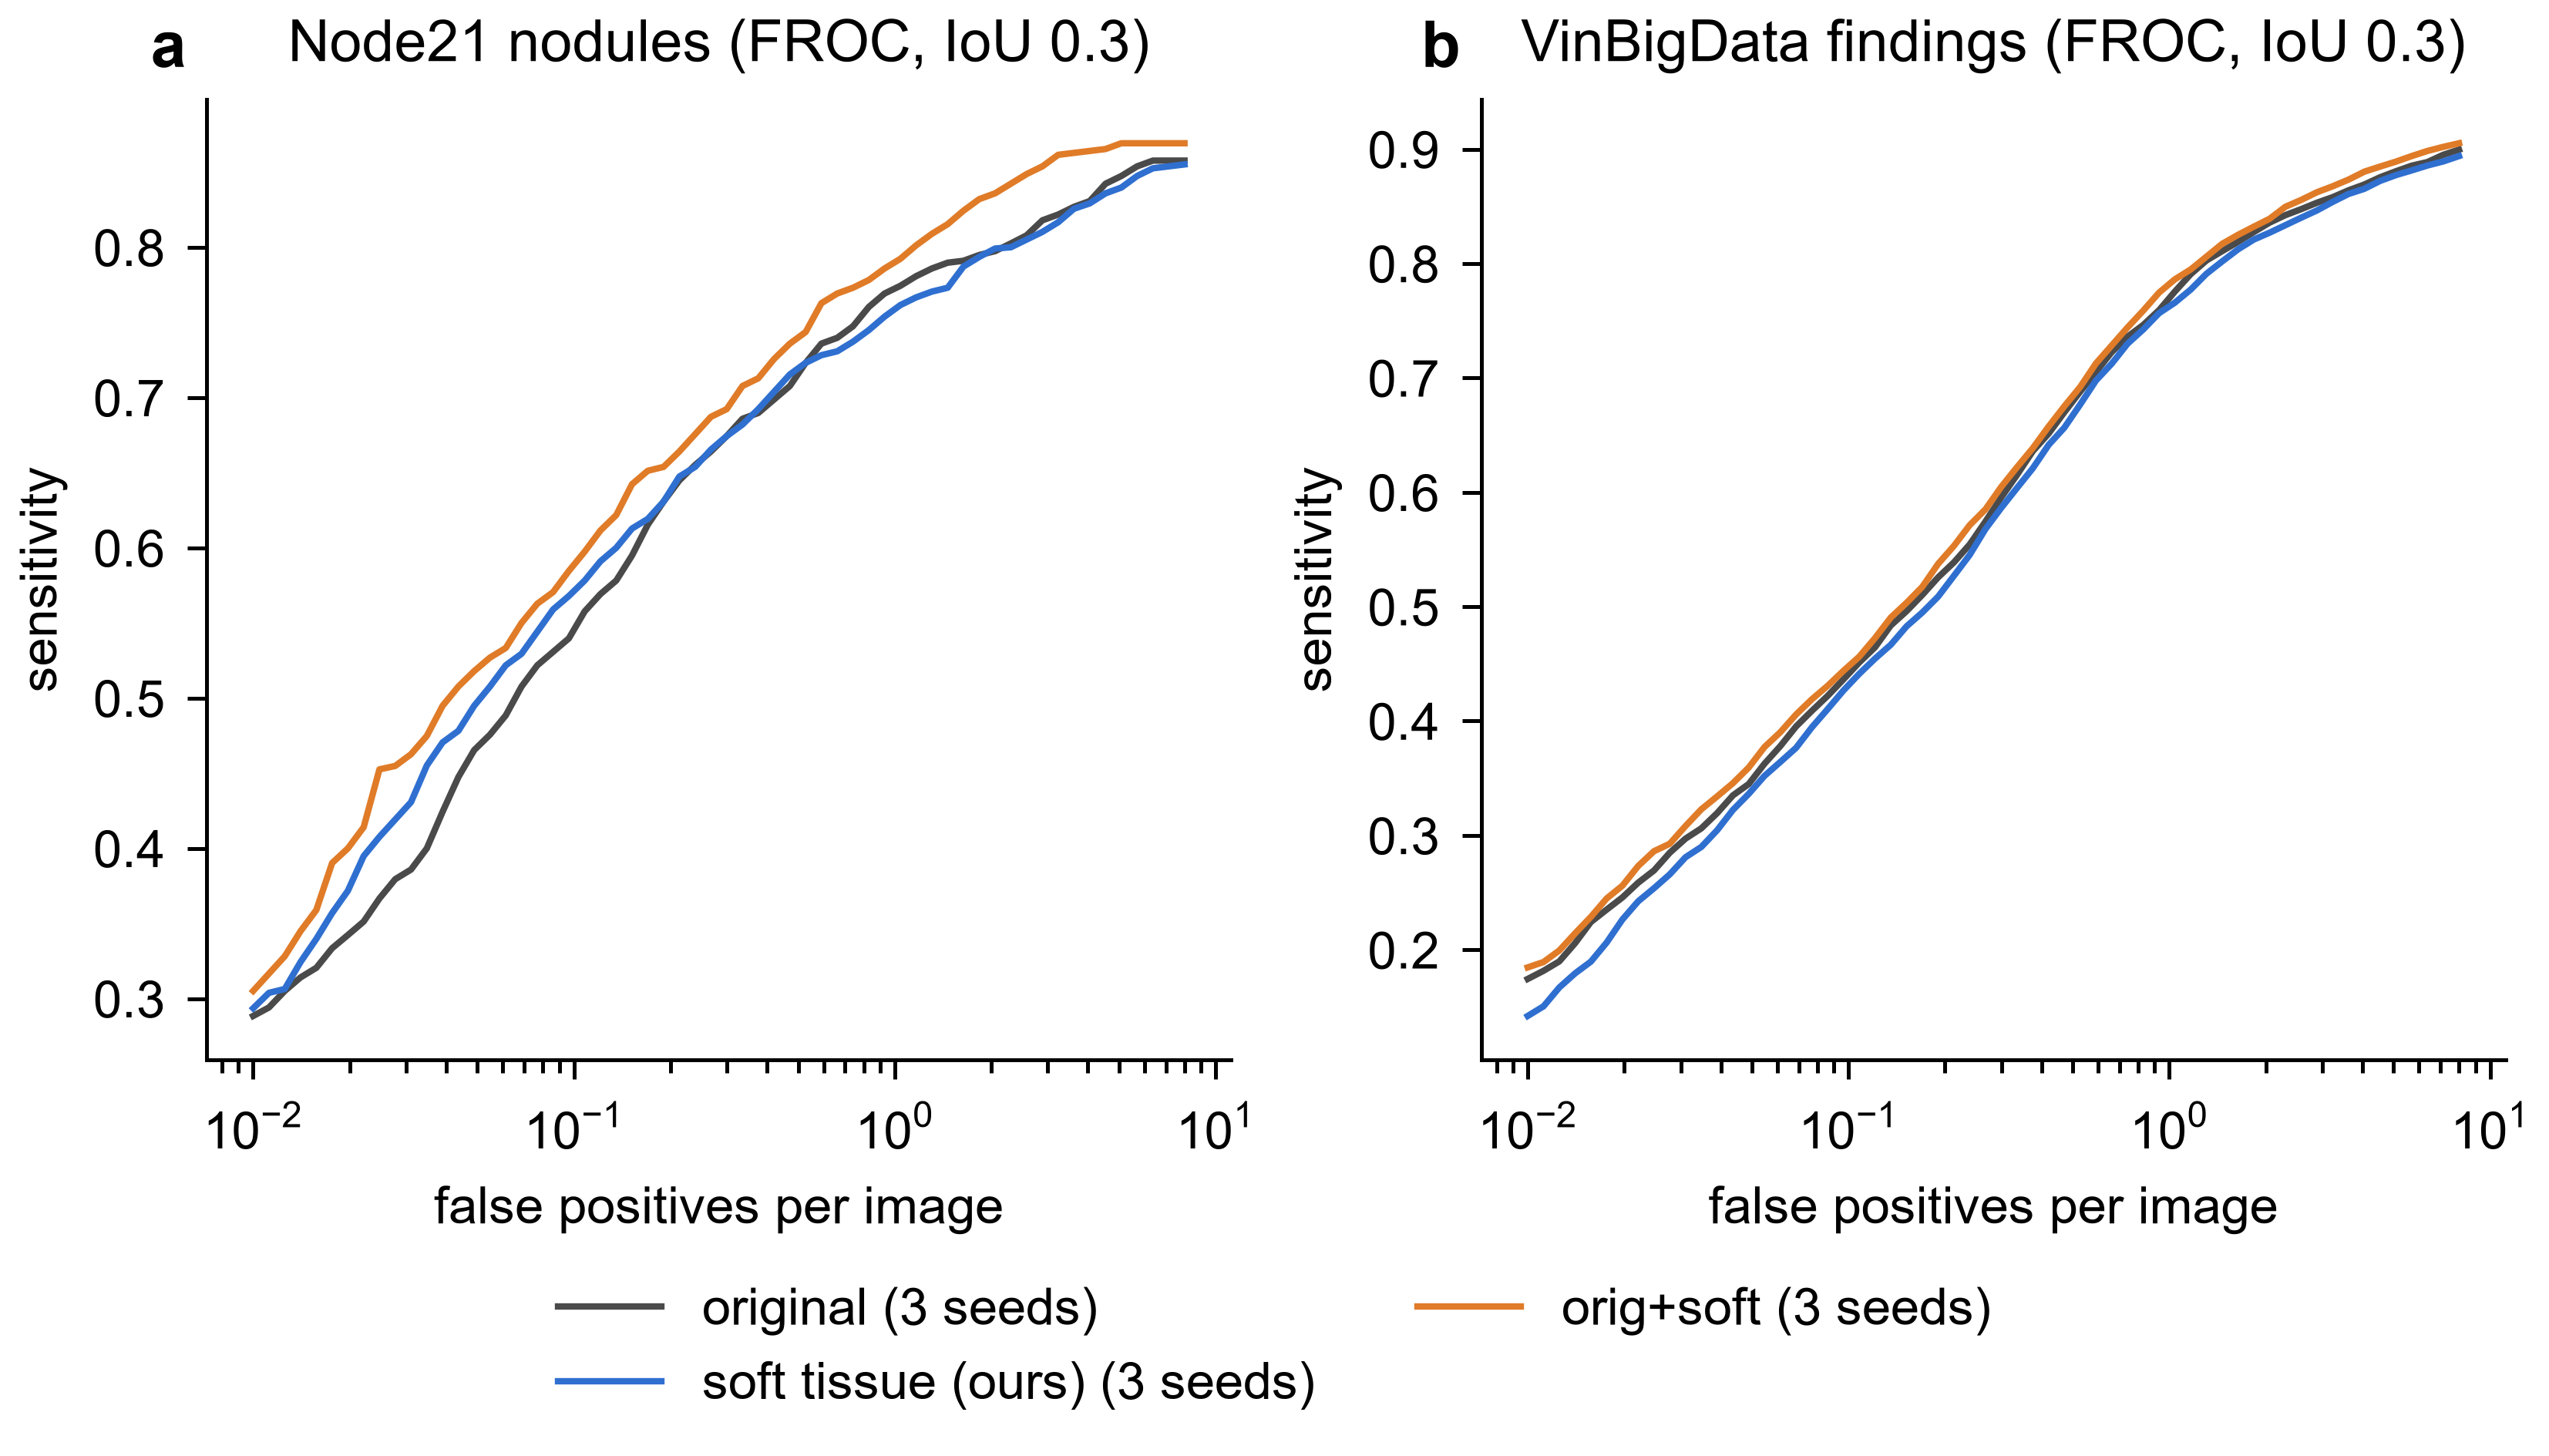 a Node21 nodules (FROC, IoU 0.3)
sensitivity
0.8
0.7
0.6
0.5
0.4
0.3
10⁻² 10⁻¹ 10⁰ 10¹
false positives per image
b VinBigData findings (FROC, IoU 0.3)
sensitivity
0.9
0.8
0.7
0.6
0.5
0.4
0.3
0.2
10⁻² 10⁻¹ 10⁰ 10¹
false positives per image
original (3 seeds)
soft tissue (ours) (3 seeds)
orig+soft (3 seeds)